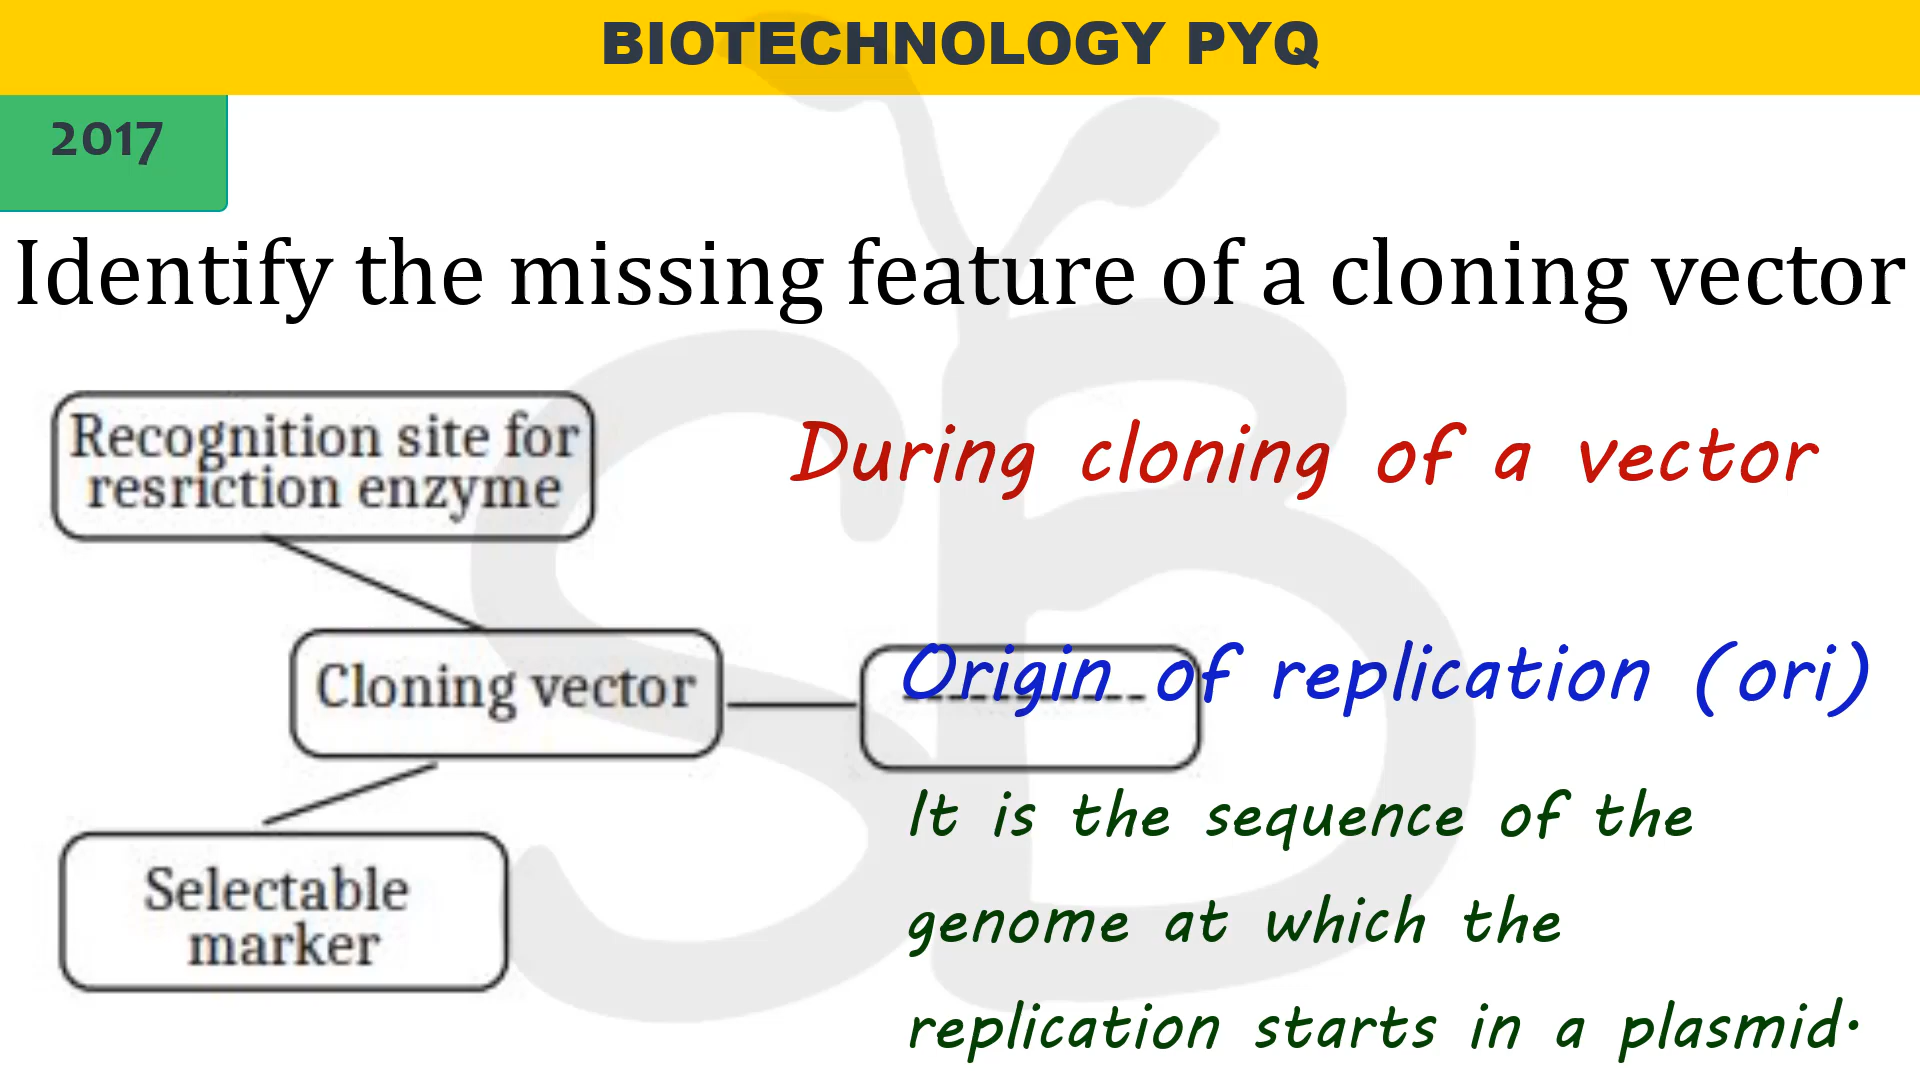 BIOTECHNOLOGY PYQ
2017
Identify the missing feature of a cloning vector
Recognition site for
resriction enzyme
During cloning of a vector
Cloning vector
Origin of replication (ori)
----------
It is the sequence of the
genome at which the
replication starts in a plasmid.
Selectable
marker
SB